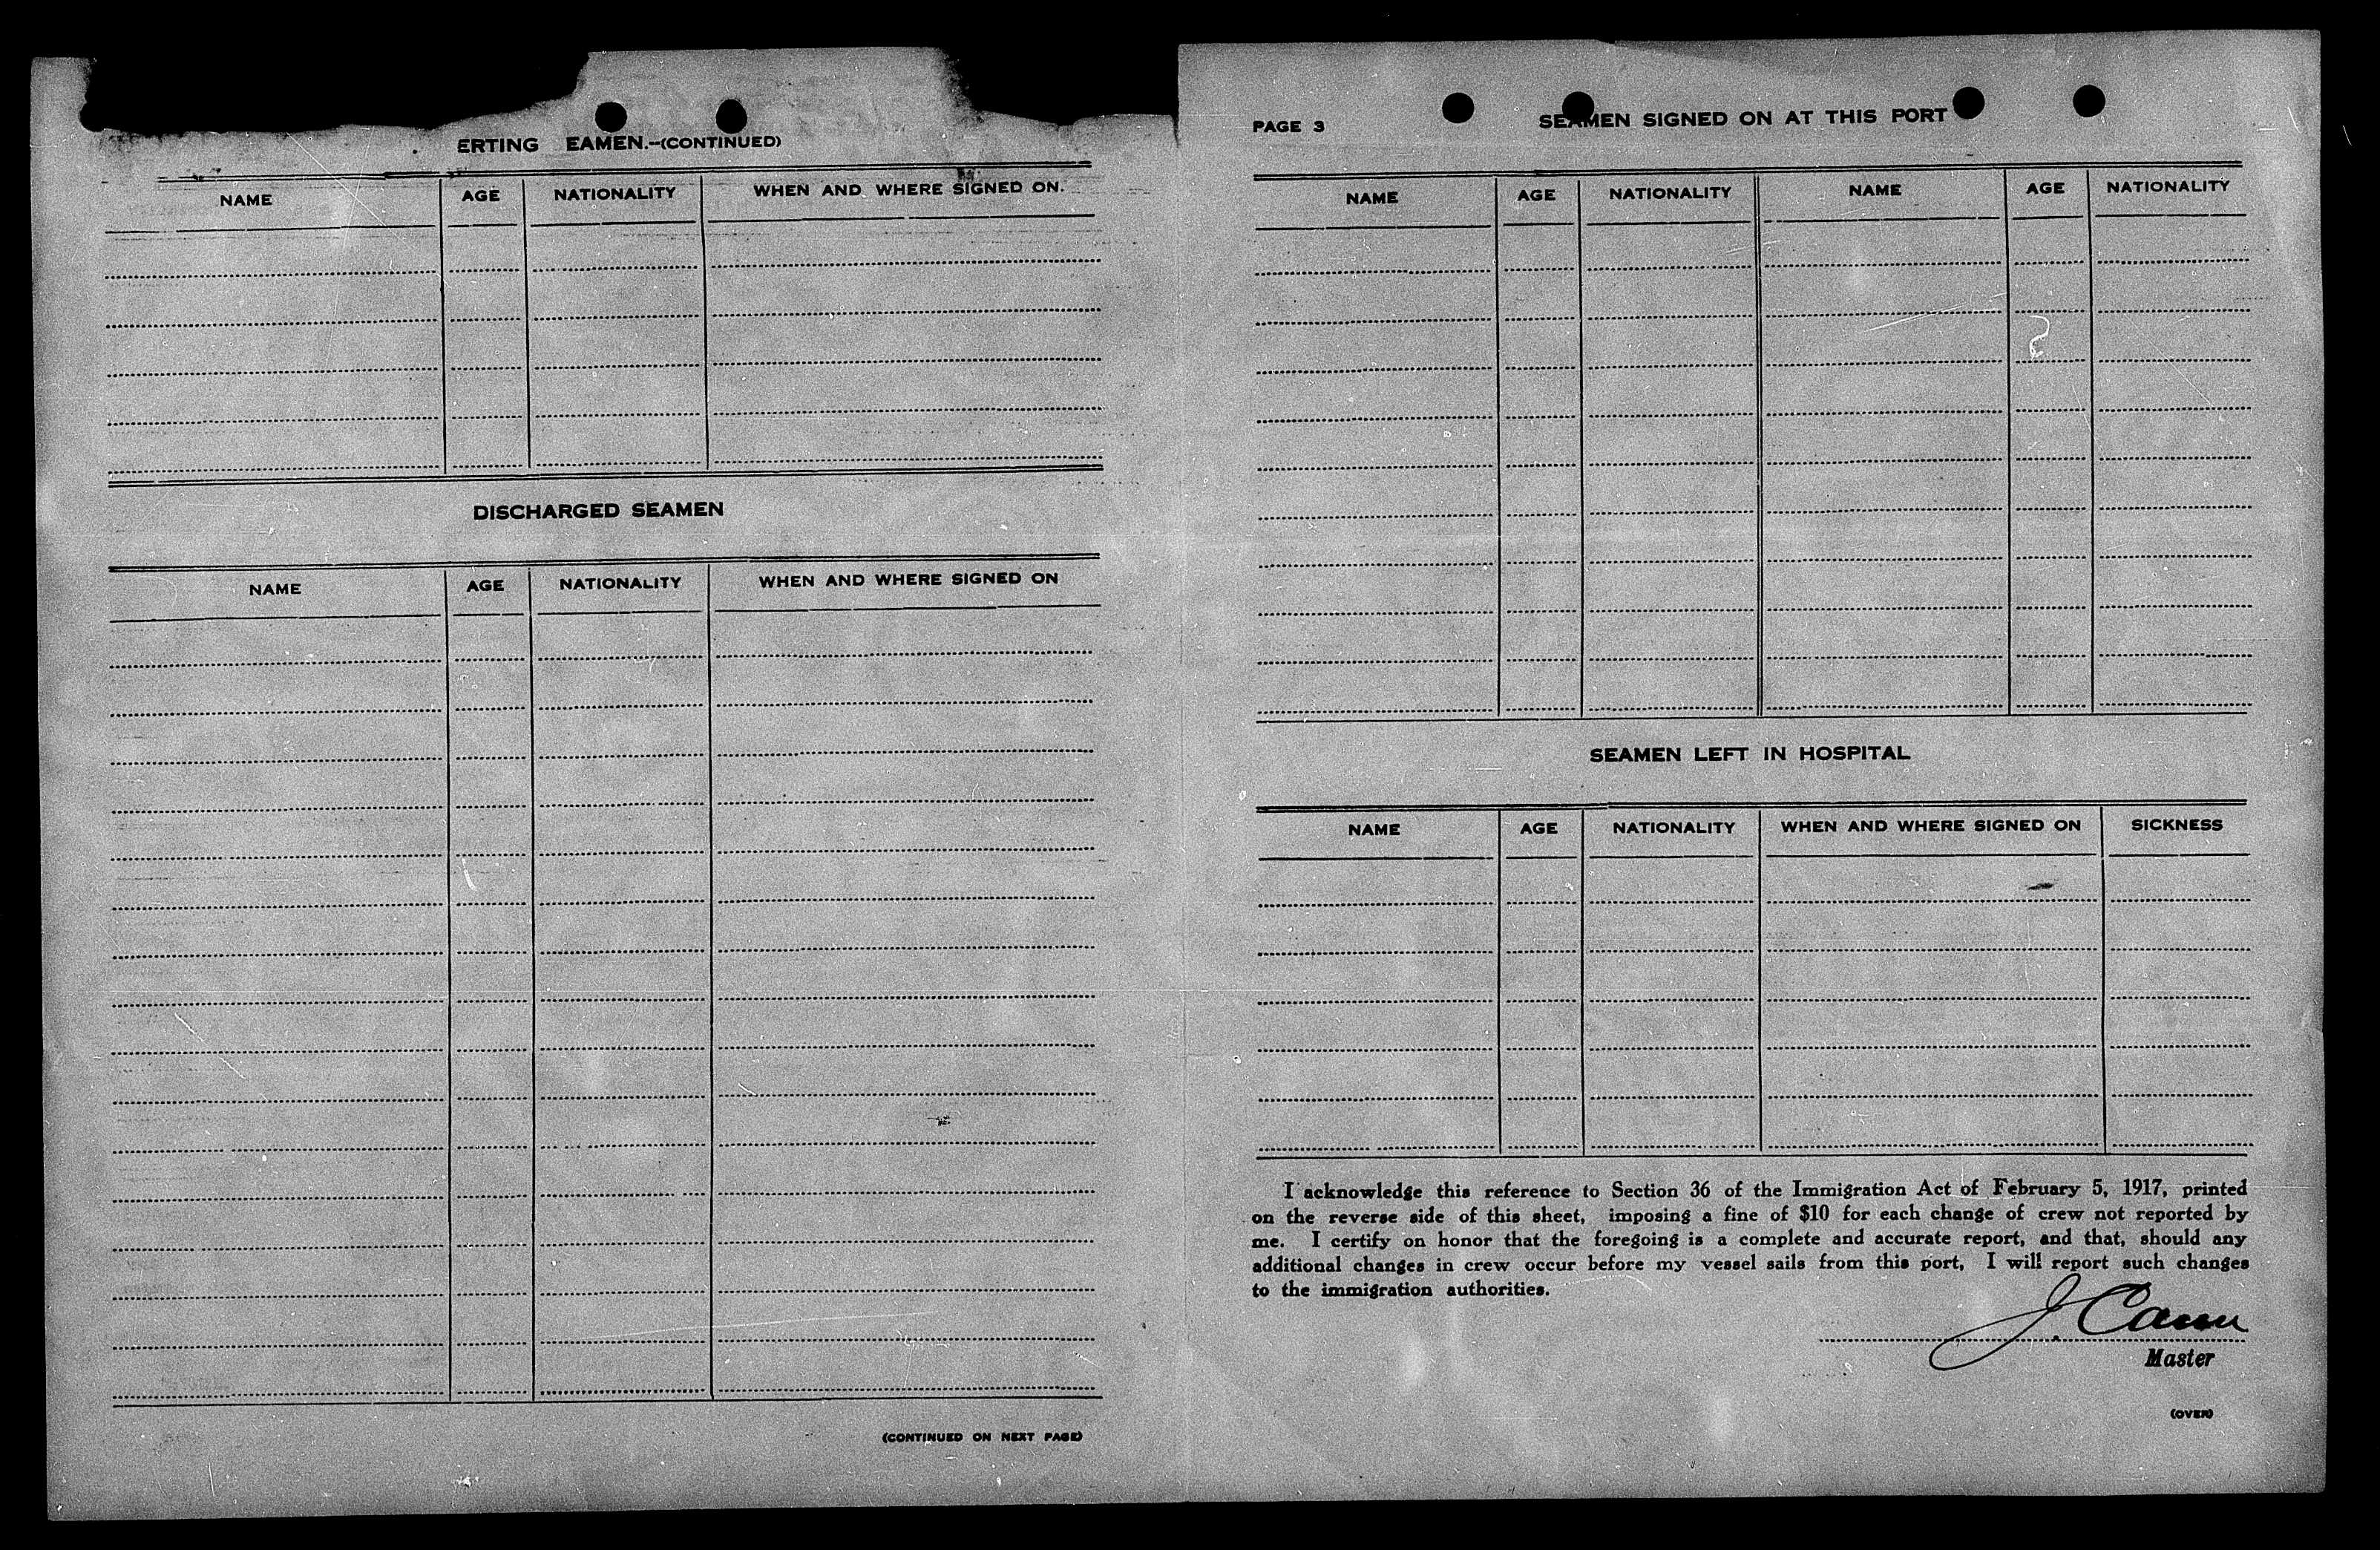 ERTING EAMEN.--(CONTINUED)
NAME AGE NATIONALITY WHEN AND WHERE SIGNED ON.
DISCHARGED SEAMEN
NAME AGE NATIONALITY WHEN AND WHERE SIGNED ON
(CONTINUED ON NEXT PAGE)
PAGE 3
SEAMEN SIGNED ON AT THIS PORT
NAME AGE NATIONALITY NAME AGE NATIONALITY
SEAMEN LEFT IN HOSPITAL
NAME AGE NATIONALITY WHEN AND WHERE SIGNED ON SICKNESS
I acknowledge this reference to Section 36 of the Immigration Act of February 5, 1917, printed
on the reverse side of this sheet, imposing a fine of $10 for each change of crew not reported by
me. I certify on honor that the foregoing is a complete and accurate report, and that, should any
additional changes in crew occur before my vessel sails from this port, I will report such changes
to the immigration authorities.
J.
Master
(OVER)